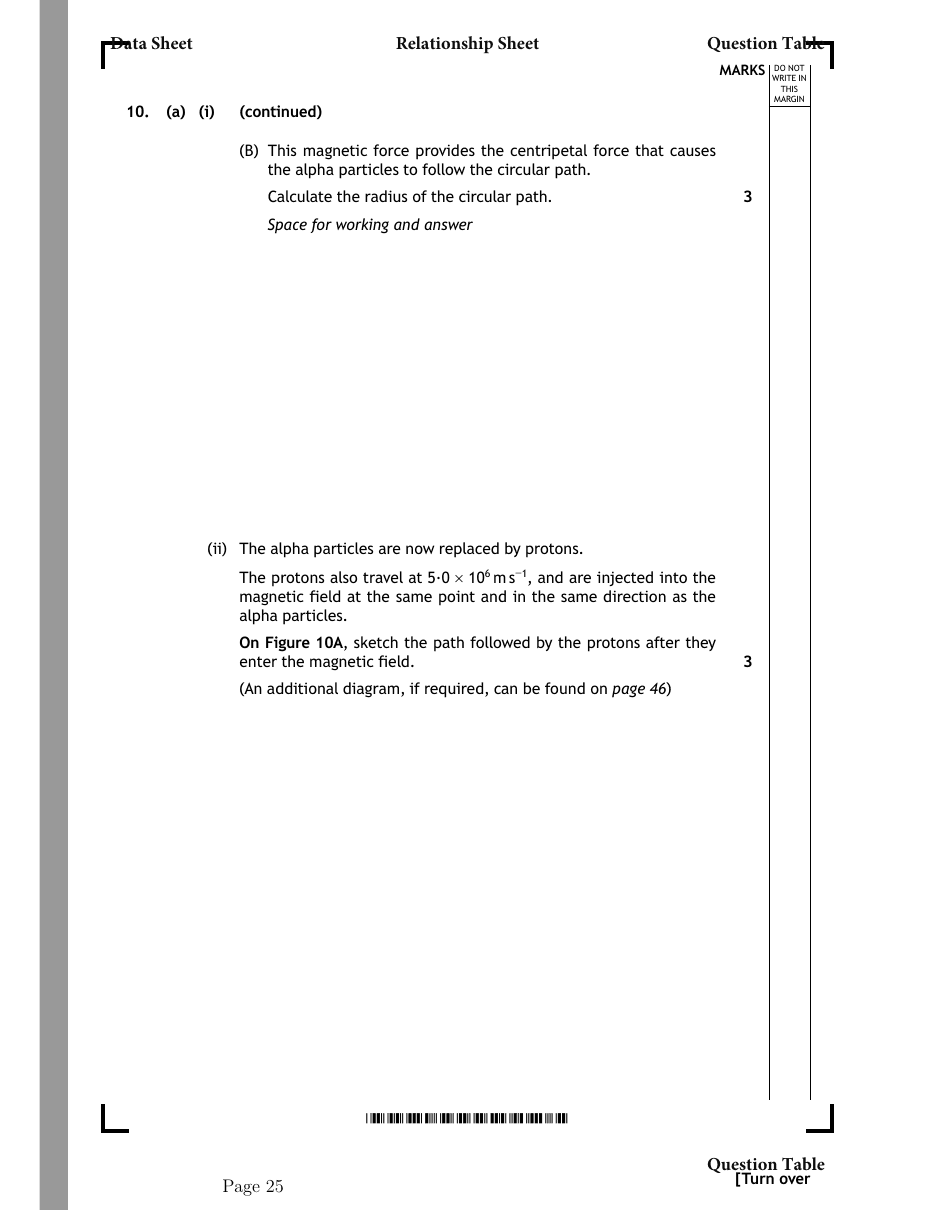 Data Sheet Relationship Sheet Question Table
MARKS
DO NOT
WRITE IN
THIS
MARGIN
10. (a) (i) (continued)
(B) This magnetic force provides the centripetal force that causes
the alpha particles to follow the circular path.
Calculate the radius of the circular path. 3
Space for working and answer
(ii) The alpha particles are now replaced by protons.
The protons also travel at 5·0 × 10⁶ m s⁻¹, and are injected into the
magnetic field at the same point and in the same direction as the
alpha particles.
On Figure 10A, sketch the path followed by the protons after they
enter the magnetic field. 3
(An additional diagram, if required, can be found on page 46)
Question Table
[Turn over
Page 25